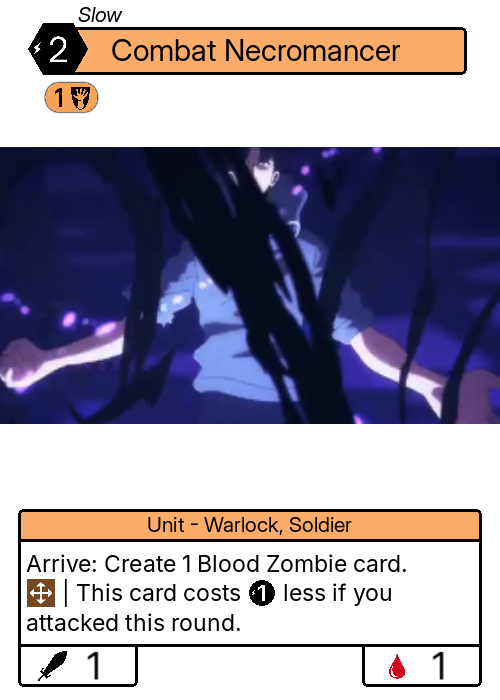 Slow
2 Combat Necromancer
1
Unit - Warlock, Soldier
Arrive: Create 1 Blood Zombie card.
| This card costs 1 less if you
attacked this round.
1 1